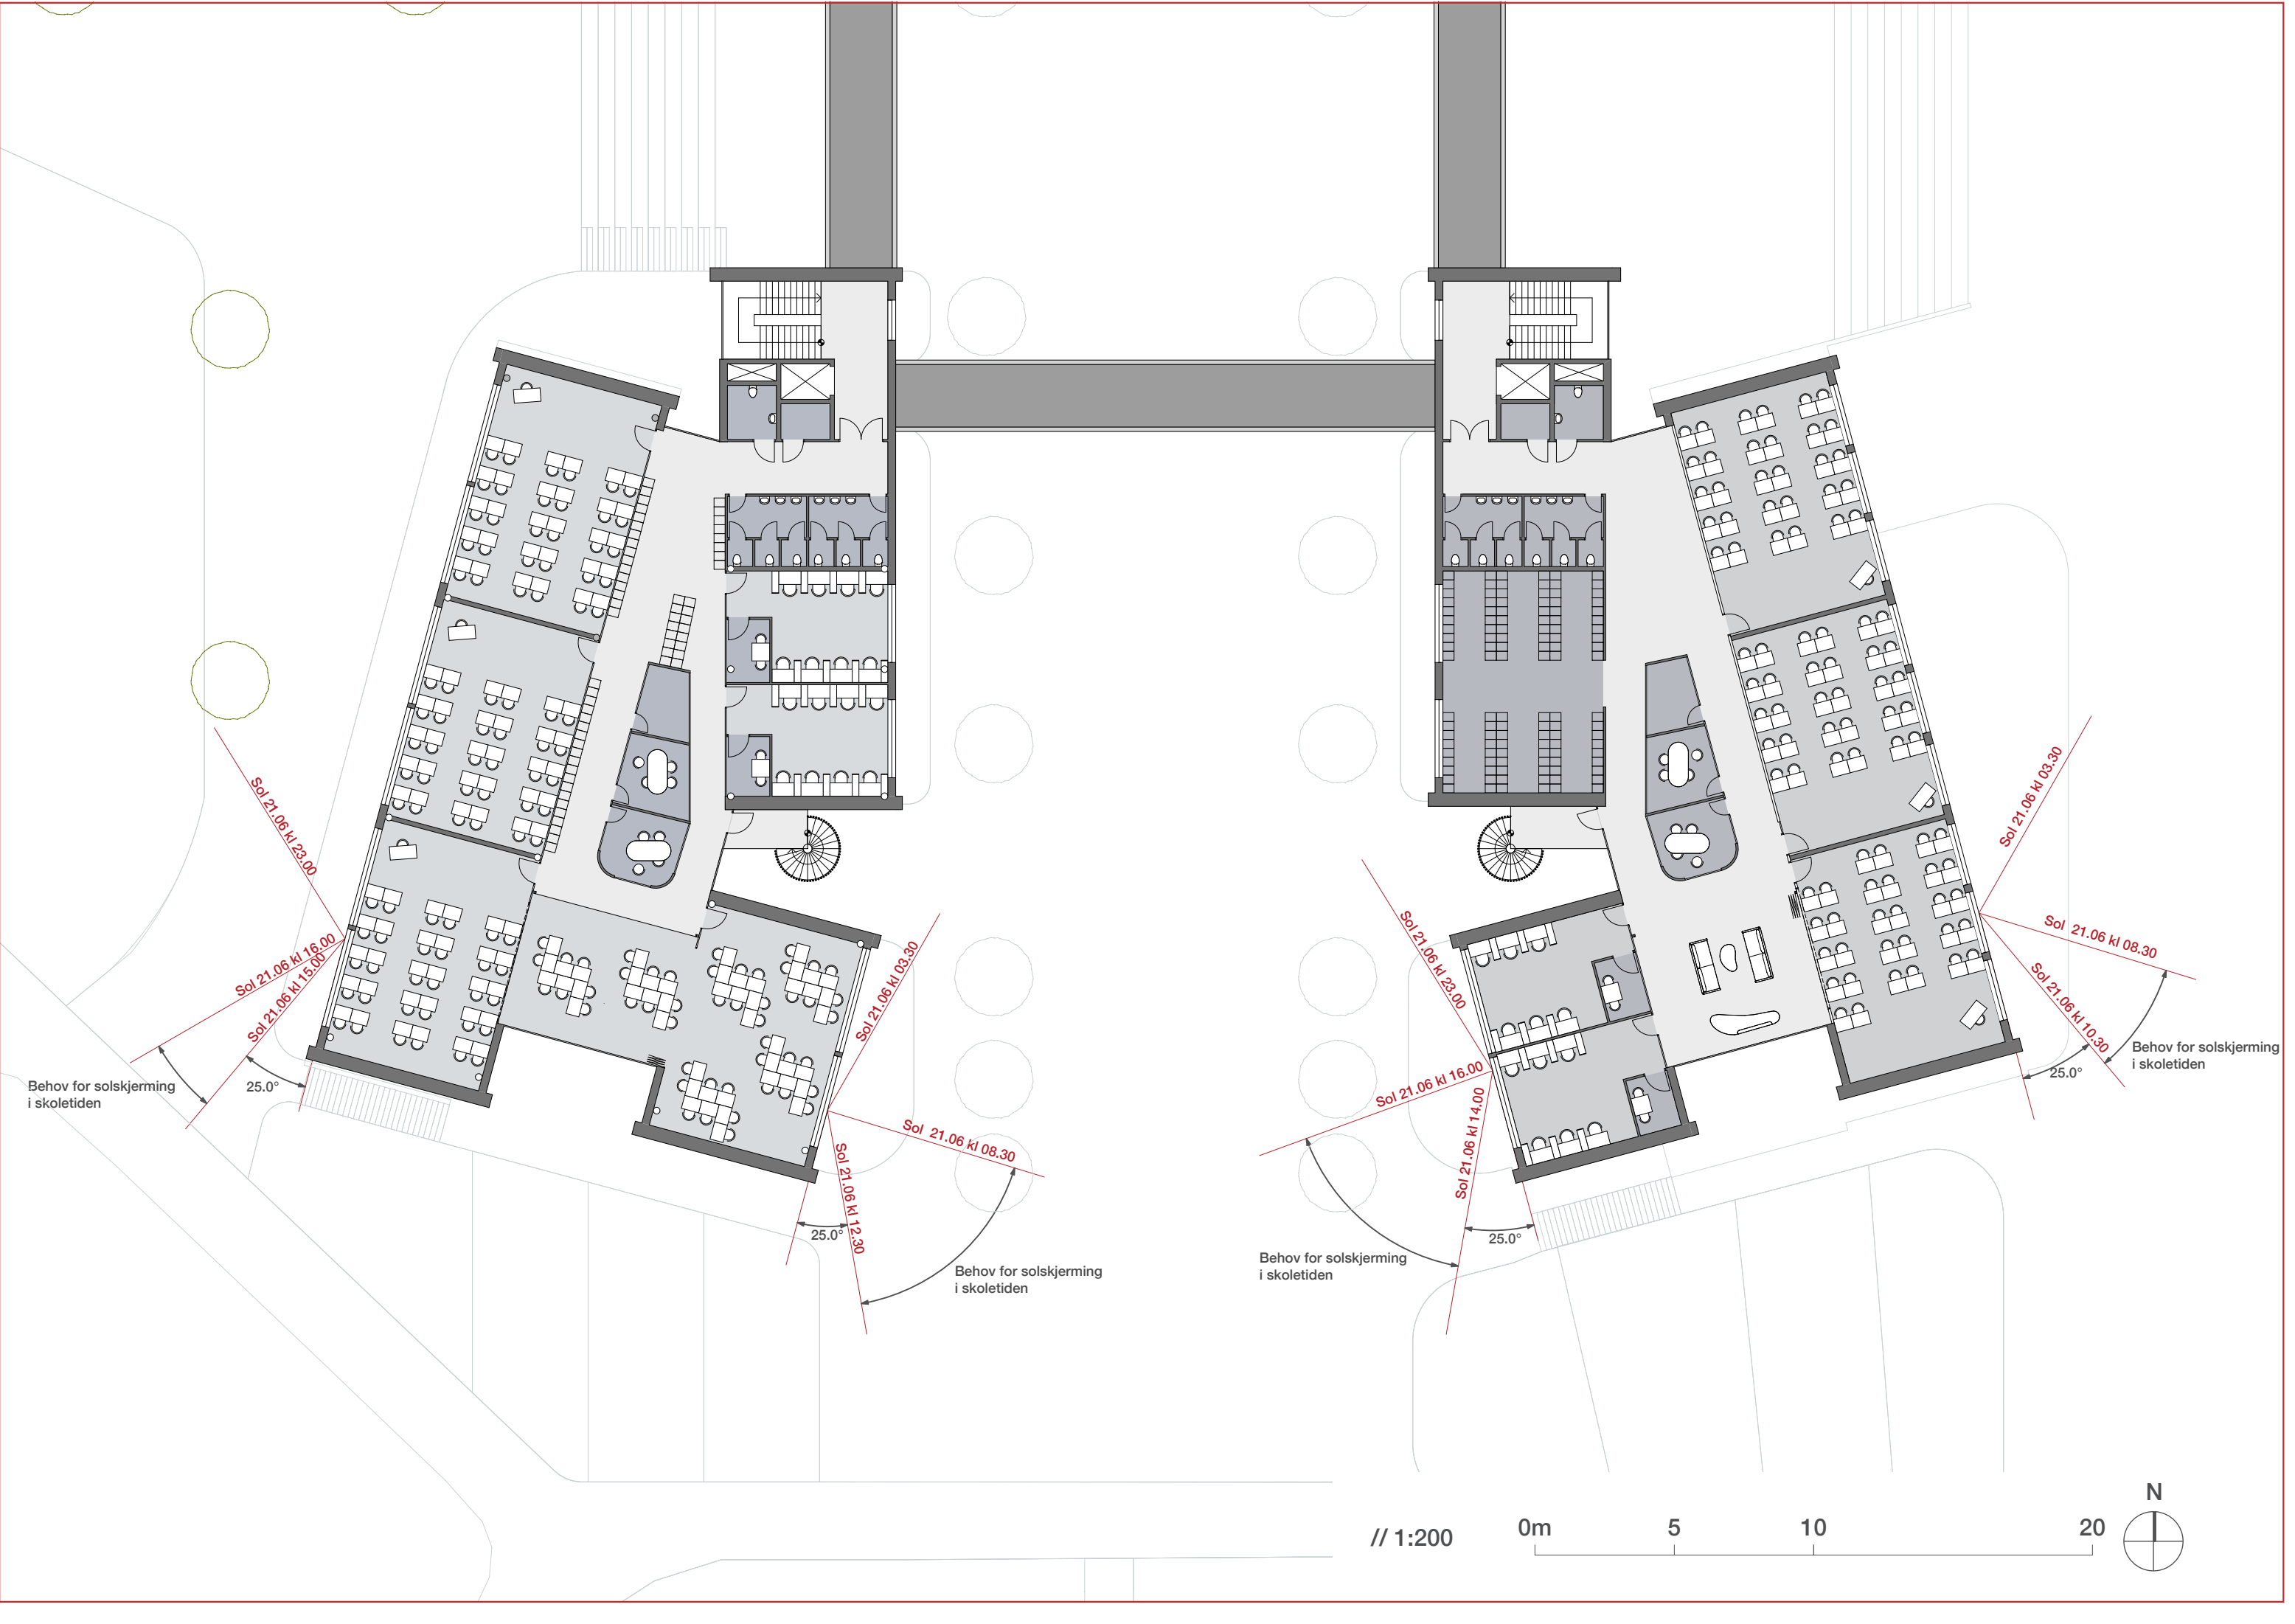 Sol 21.06 kl 23.00
Sol 21.06 kl 16.00
Sol 21.06 kl 15.00
25.0°
Behov for solskjerming
i skoletiden
Sol 21.06 kl 03.30
Sol 21.06 kl 08.30
Sol 21.06 kl 12.30
25.0°
Behov for solskjerming
i skoletiden
Sol 21.06 kl 23.00
Sol 21.06 kl 16.00
Sol 21.06 kl 14.00
25.0°
Behov for solskjerming
i skoletiden
Sol 21.06 kl 03.30
Sol 21.06 kl 08.30
Sol 21.06 kl 10.30
25.0°
Behov for solskjerming
i skoletiden
N
// 1:200
0m 5 10 20